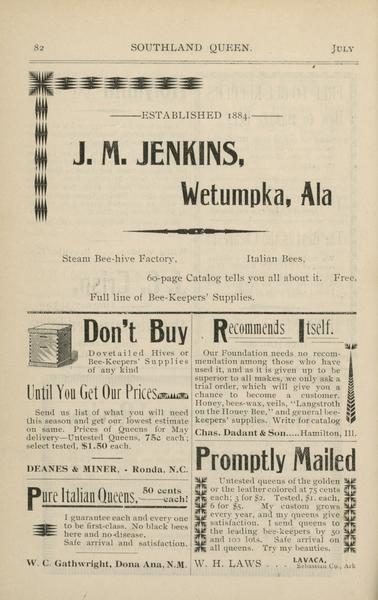 82 SOUTHLAND QUEEN. July
ESTABLISHED 1884.
J. M. JENKINS,
Wetumpka, Ala
Steam Bee-hive Factory, Italian Bees,
60-page Catalog tells you all about it. Free,
Full line of Bee-Keepers' Supplies.
Don't Buy
Dovetailed Hives or
Bee-Keepers' Supplies
of any kind
Until You Get Our Prices
Send us list of what you will need
this season and get our lowest estimate
on same. Prices of Queens for May
delivery—Untested Queens, 75c each;
select tested, $1.50 each.
DEANES & MINER, - Ronda, N.C.
Pure Italian Queens, 50 cents
each!
I guarantee each and every one
to be first-class. No black bees
here and no disease.
Safe arrival and satisfaction.
W. C. Gathwright, Dona Ana, N.M.
Recommends Itself.
Our Foundation needs no recom-
mendation among those who have
used it, and as it is given up to be
superior to all makes, we only ask a
trial order, which will give you a
chance to become a customer.
Honey, bees-wax, veils, "Langstroth
on the Honey Bee," and general bee-
keepers' supplies. Write for catalog
Chas. Dadant & Son....Hamilton, Ill.
Promptly Mailed
Untested queens of the golden
or the leather colored at 75 cents
each; 3 for $2. Tested, $1. each,
6 for $5. My custom grows
every year, and my queens give
satisfaction. I send queens to
the leading bee-keepers by 50
and 100 lots. Safe arrival on
all queens. Try my beauties.
W. H. LAWS . . . LAVACA,
Sebastian Co., Ark